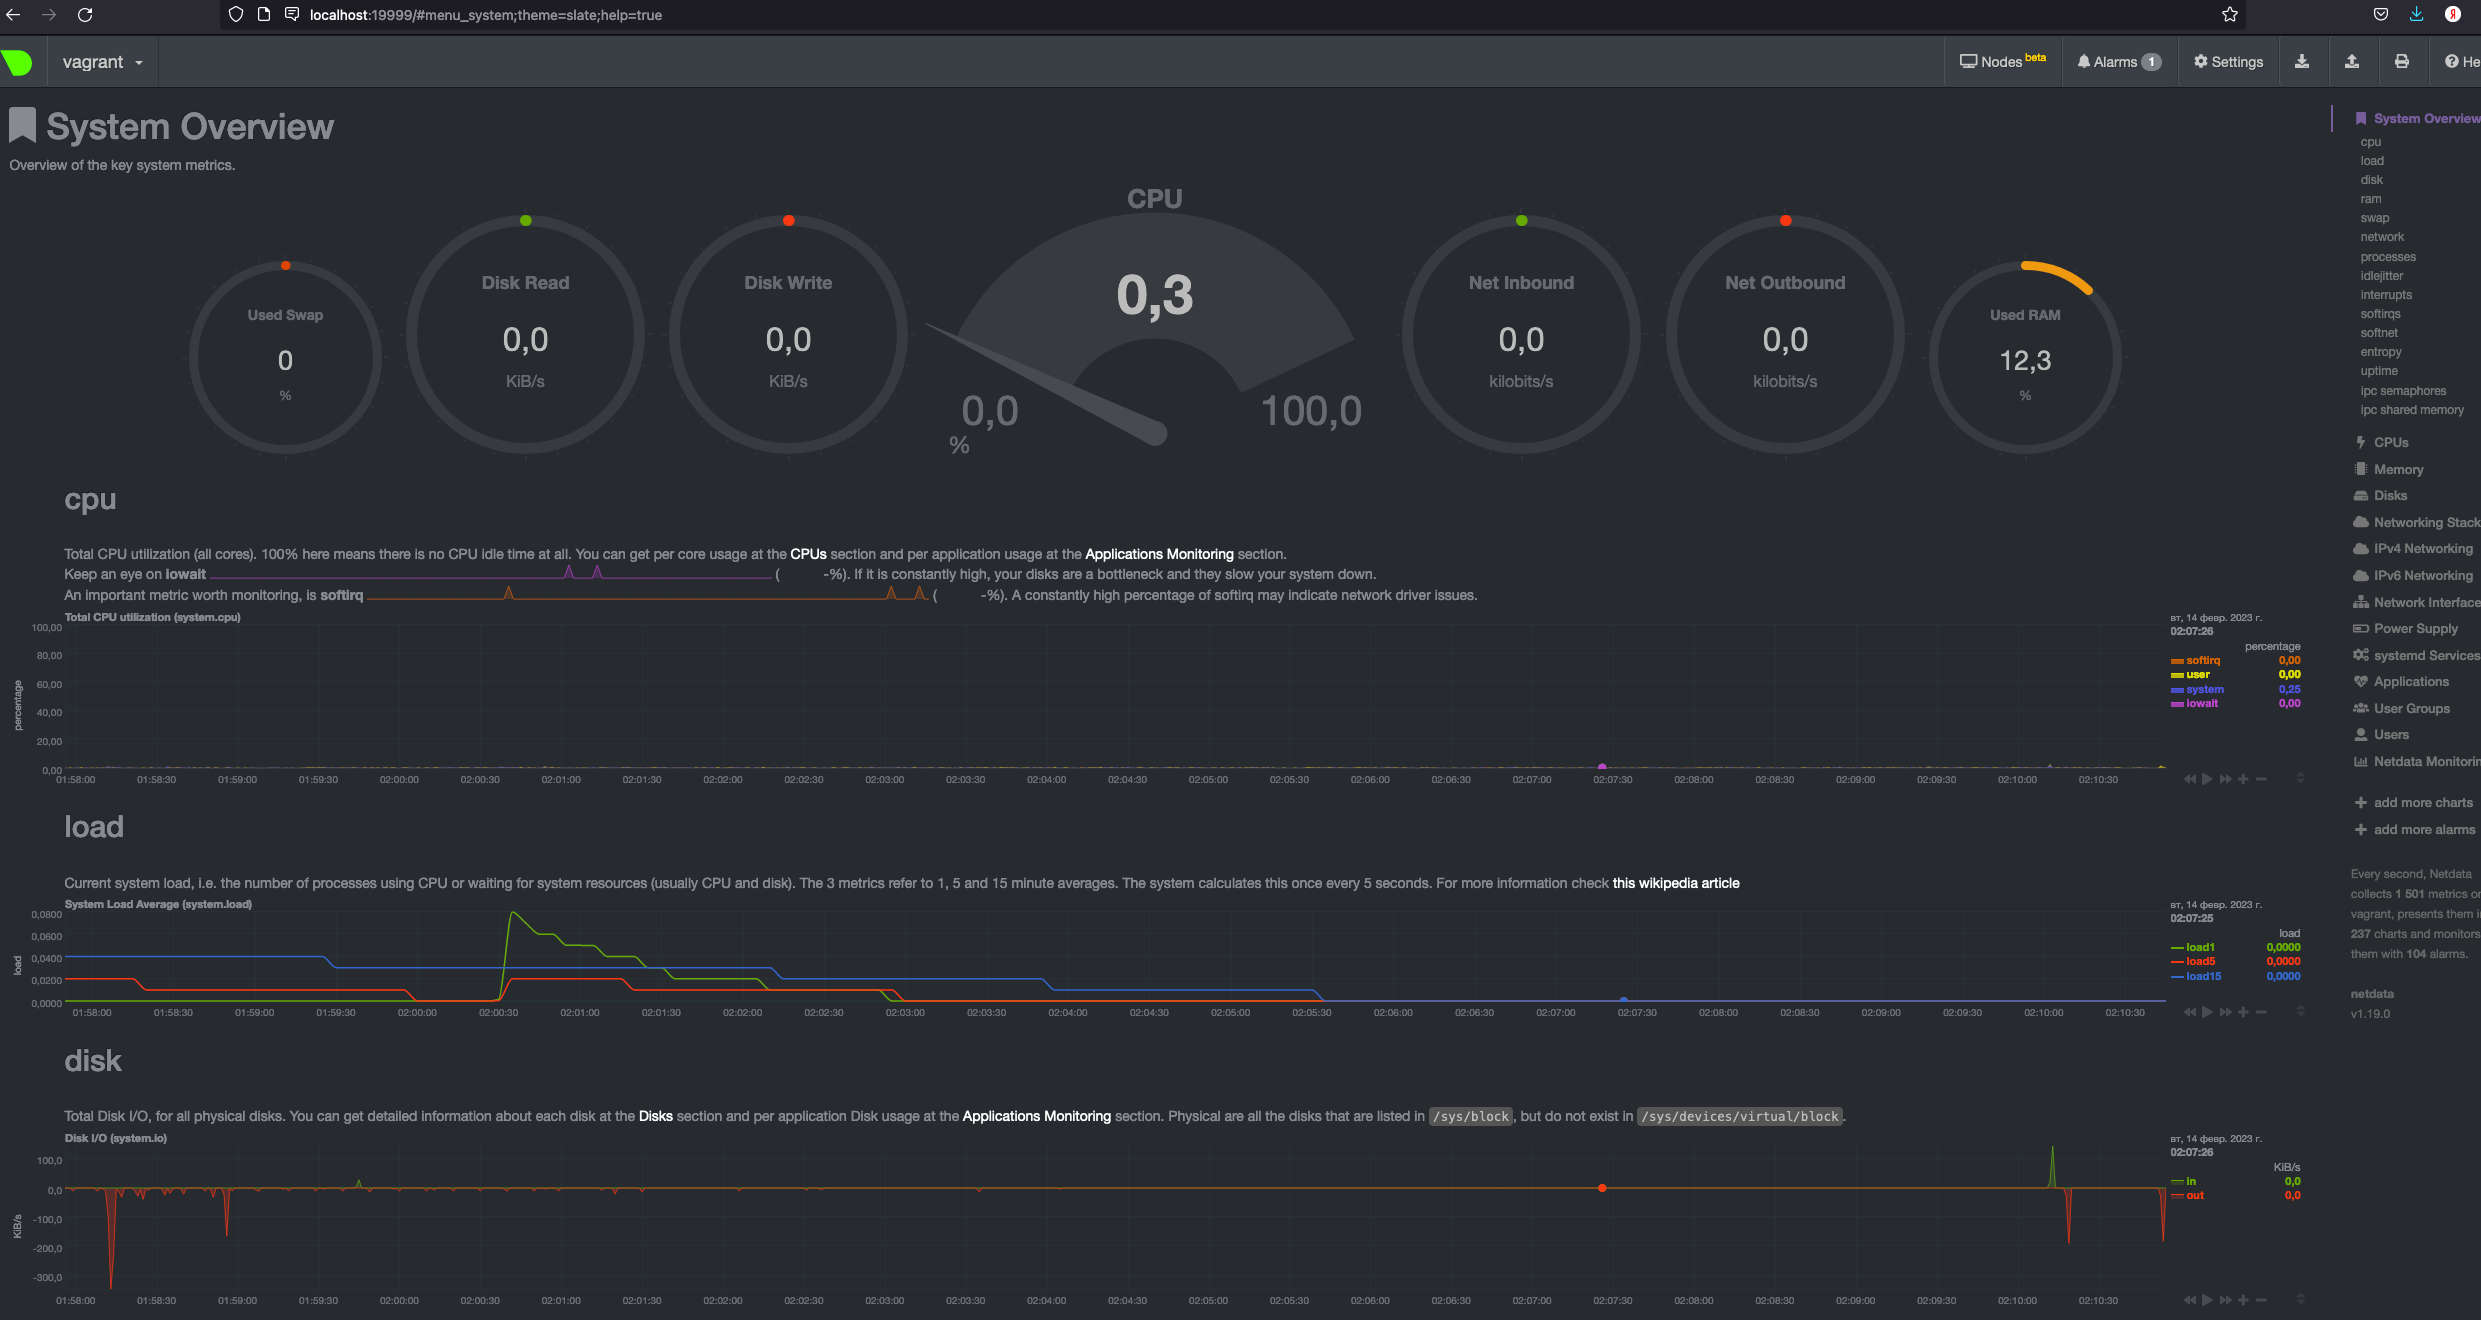 localhost:19999/#menu_system;theme=slate;help=true
vagrant
Nodes beta
Alarms 1
Settings
He
System Overview
Overview of the key system metrics.
Used Swap
0
%
Disk Read
0,0
KiB/s
Disk Write
0,0
KiB/s
CPU
0,3
0,0
100,0
%
Net Inbound
0,0
kilobits/s
Net Outbound
0,0
kilobits/s
Used RAM
12,3
%
cpu
Total CPU utilization (all cores). 100% here means there is no CPU idle time at all. You can get per core usage at the CPUs section and per application usage at the Applications Monitoring section.
Keep an eye on iowait ( -%). If it is constantly high, your disks are a bottleneck and they slow your system down.
An important metric worth monitoring, is softirq ( -%). A constantly high percentage of softirq may indicate network driver issues.
Total CPU utilization (system.cpu)
100,00
80,00
60,00
40,00
20,00
0,00
percentage
01:58:00 01:58:30 01:59:00 01:59:30 02:00:00 02:00:30 02:01:00 02:01:30 02:02:00 02:02:30 02:03:00 02:03:30 02:04:00 02:04:30 02:05:00 02:05:30 02:06:00 02:06:30 02:07:00 02:07:30 02:08:00 02:08:30 02:09:00 02:09:30 02:10:00 02:10:30
вт, 14 февр. 2023 г.
02:07:26
percentage
softirq 0,00
user 0,00
system 0,25
iowait 0,00
load
Current system load, i.e. the number of processes using CPU or waiting for system resources (usually CPU and disk). The 3 metrics refer to 1, 5 and 15 minute averages. The system calculates this once every 5 seconds. For more information check this wikipedia article
System Load Average (system.load)
0,0800
0,0600
0,0400
0,0200
0,0000
load
01:58:00 01:58:30 01:59:00 01:59:30 02:00:00 02:00:30 02:01:00 02:01:30 02:02:00 02:02:30 02:03:00 02:03:30 02:04:00 02:04:30 02:05:00 02:05:30 02:06:00 02:06:30 02:07:00 02:07:30 02:08:00 02:08:30 02:09:00 02:09:30 02:10:00 02:10:30
вт, 14 февр. 2023 г.
02:07:25
load
load1 0,0000
load5 0,0000
load15 0,0000
disk
Total Disk I/O, for all physical disks. You can get detailed information about each disk at the Disks section and per application Disk usage at the Applications Monitoring section. Physical are all the disks that are listed in /sys/block, but do not exist in /sys/devices/virtual/block.
Disk I/O (system.io)
100,0
0,0
-100,0
-200,0
-300,0
KiB/s
01:58:00 01:58:30 01:59:00 01:59:30 02:00:00 02:00:30 02:01:00 02:01:30 02:02:00 02:02:30 02:03:00 02:03:30 02:04:00 02:04:30 02:05:00 02:05:30 02:06:00 02:06:30 02:07:00 02:07:30 02:08:00 02:08:30 02:09:00 02:09:30 02:10:00 02:10:30
вт, 14 февр. 2023 г.
02:07:26
KiB/s
in 0,0
out 0,0
System Overview
cpu
load
disk
ram
swap
network
processes
idlejitter
interrupts
softirqs
softnet
entropy
uptime
ipc semaphores
ipc shared memory
CPUs
Memory
Disks
Networking Stack
IPv4 Networking
IPv6 Networking
Network Interface
Power Supply
systemd Services
Applications
User Groups
Users
Netdata Monitorin
add more charts
add more alarms
Every second, Netdata
collects 1 501 metrics on
vagrant, presents them in
237 charts and monitors
them with 104 alarms.
netdata
v1.19.0